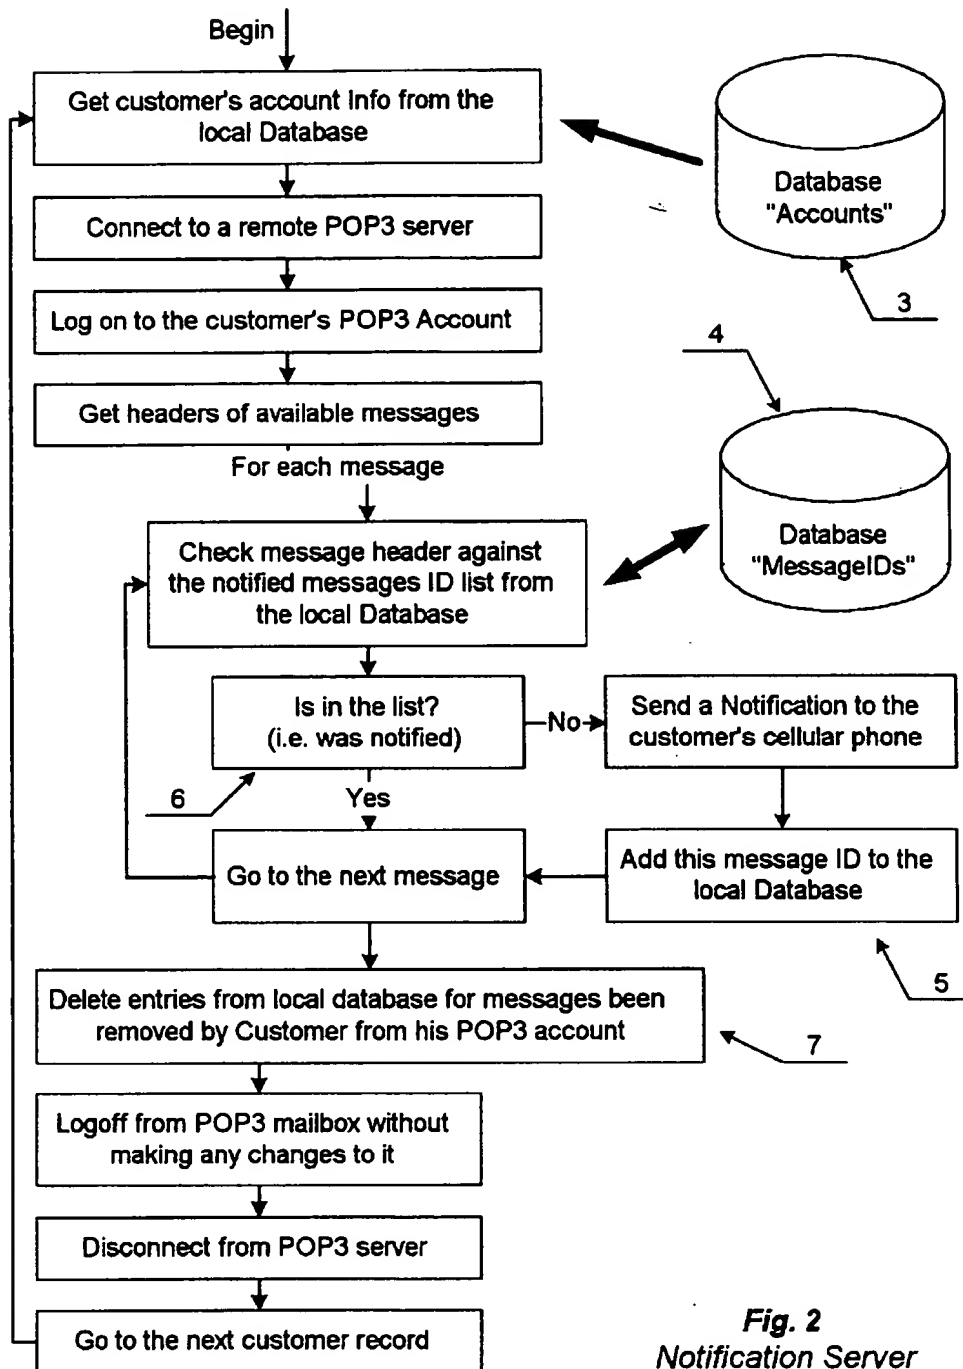 Begin
Get customer's account Info from the
local Database
Database
"Accounts"
3
Connect to a remote POP3 server
Log on to the customer's POP3 Account
4
Get headers of available messages
For each message
Check message header against
the notified messages ID list from
the local Database
Database
"MessageIDs"
Is in the list?
(i.e. was notified)
No
Send a Notification to the
customer's cellular phone
6
Yes
Go to the next message
Add this message ID to the
local Database
5
Delete entries from local database for messages been
removed by Customer from his POP3 account
7
Logoff from POP3 mailbox without
making any changes to it
Disconnect from POP3 server
Go to the next customer record
Fig. 2
Notification Server